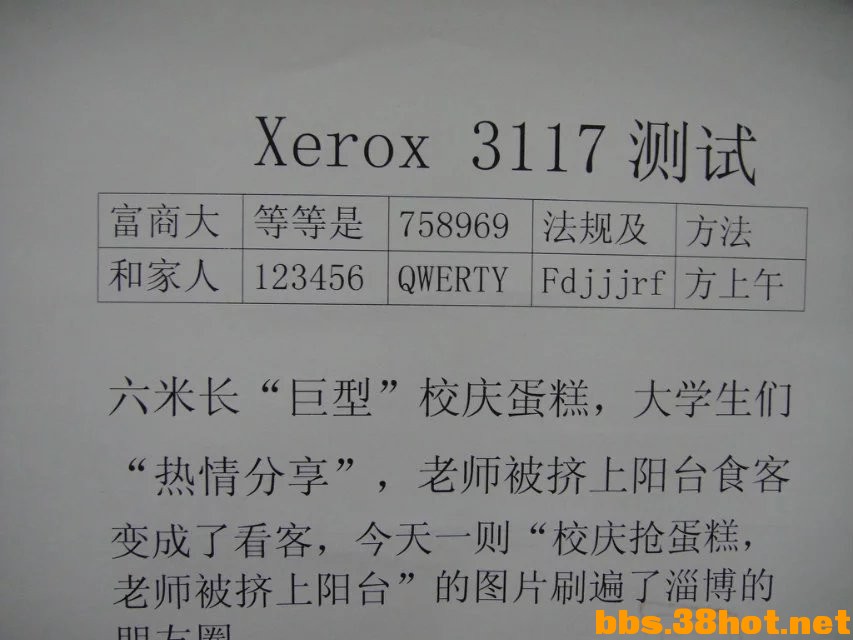 Xerox 3117 测试
富商大 等等是 758969 法规及 方法
和家人 123456 QWERTY Fdjjjrf 方上午
六米长“巨型”校庆蛋糕，大学生们
“热情分享”，老师被挤上阳台食客
变成了看客，今天一则“校庆抢蛋糕，
老师被挤上阳台”的图片刷遍了淄博的
朋友圈
bbs.38hot.net